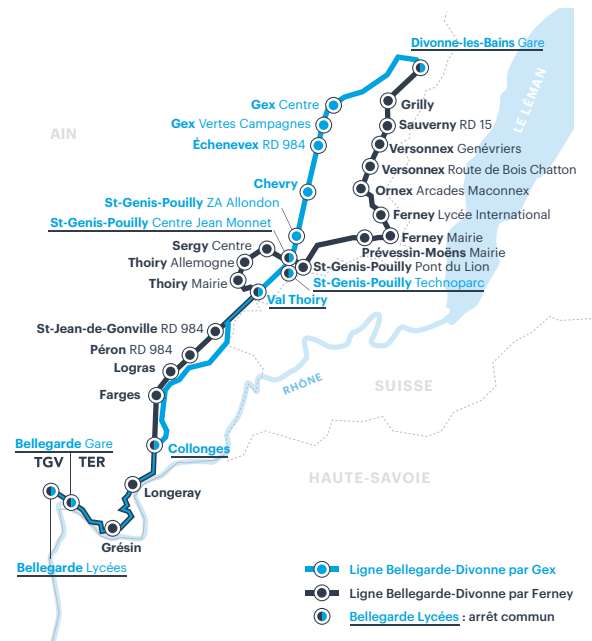 Divonne-les-Bains Gare
LE LÉMAN
Gex Centre
Grilly
AIN
Gex Vertes Campagnes
Sauverny RD 15
Échenevex RD 984
Versonnex Genévriers
Versonnex Route de Bois Chatton
Chevry
Ornex Arcades Maconnex
St-Genis-Pouilly ZA Allondon
Ferney Lycée International
St-Genis-Pouilly Centre Jean Monnet
Ferney Mairie
Sergy Centre
Prévessin-Moëns Mairie
Thoiry Allemogne
St-Genis-Pouilly Pont du Lion
Thoiry Mairie
St-Genis-Pouilly Technoparc
Val Thoiry
St-Jean-de-Gonville RD 984
Péron RD 984
Logras
RHÔNE
SUISSE
Farges
Bellegarde Gare
Collonges
TGV TER
HAUTE-SAVOIE
Longeray
Grésin
Bellegarde Lycées
Ligne Bellegarde-Divonne par Gex
Ligne Bellegarde-Divonne par Ferney
Bellegarde Lycées : arrêt commun